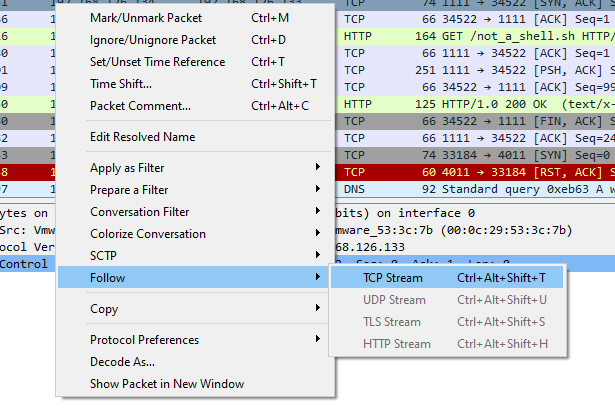 TCP 74 1111 → 34522 [SYN, ACK] S
Mark/Unmark Packet Ctrl+M TCP 66 34522 → 1111 [ACK] Seq=1
Ignore/Unignore Packet Ctrl+D HTTP 164 GET /not_a_shell.sh HTTP/
Set/Unset Time Reference Ctrl+T TCP 66 1111 → 34522 [ACK] Seq=1
Time Shift... Ctrl+Shift+T TCP 251 1111 → 34522 [PSH, ACK] S
Packet Comment... Ctrl+Alt+C TCP 66 34522 → 1111 [ACK] Seq=99
HTTP 125 HTTP/1.0 200 OK (text/x-
TCP 66 1111 → 34522 [FIN, ACK] S
Edit Resolved Name TCP 66 34522 → 1111 [ACK] Seq=24
TCP 74 33184 → 4011 [SYN] Seq=0
Apply as Filter TCP 60 4011 → 33184 [RST, ACK] S
Prepare a Filter DNS 92 Standard query 0xeb63 A w
Conversation Filter
ytes on bits) on interface 0
Colorize Conversation
Src: Vmw mware_53:3c:7b (00:0c:29:53:3c:7b)
SCTP
ocol Ver 68.126.133
Control
Follow
TCP Stream Ctrl+Alt+Shift+T
UDP Stream Ctrl+Alt+Shift+U
Copy
TLS Stream Ctrl+Alt+Shift+S
Protocol Preferences
HTTP Stream Ctrl+Alt+Shift+H
Decode As...
Show Packet in New Window